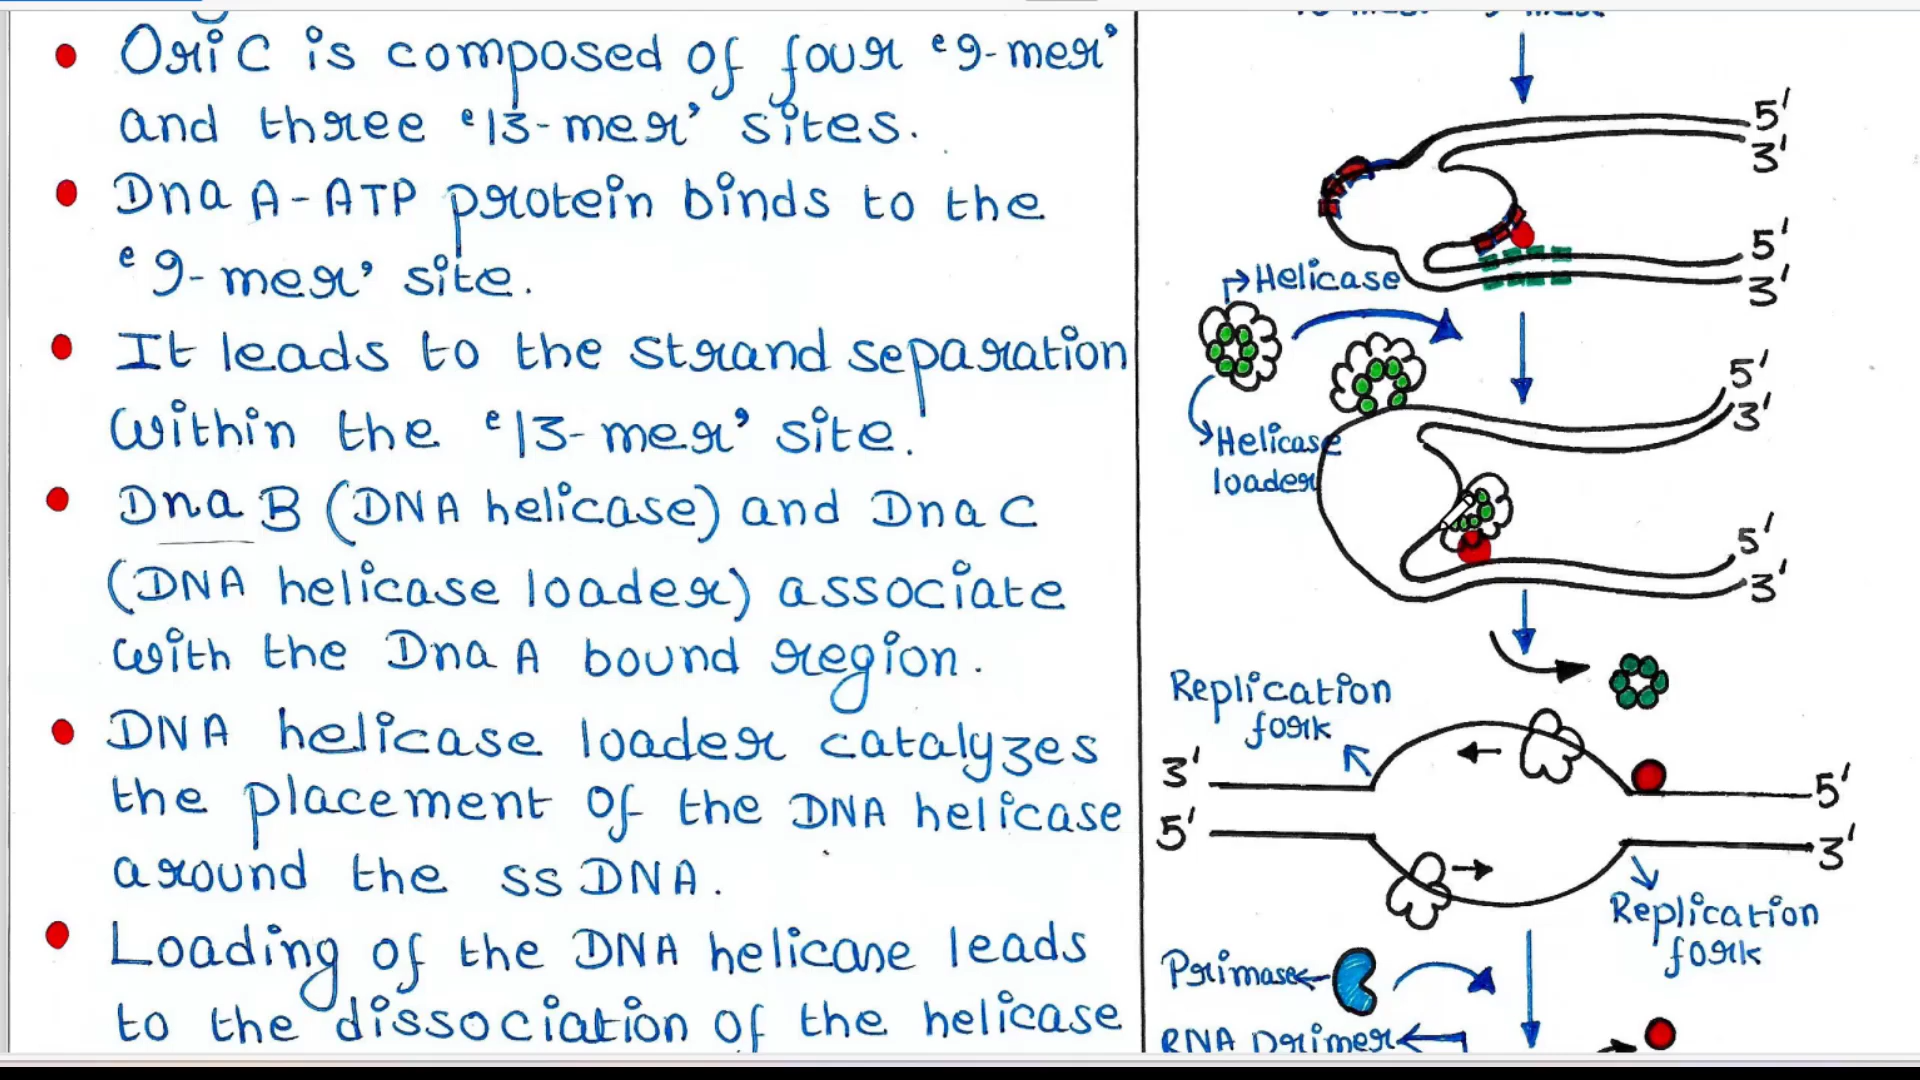 • OriC is composed of four ‘9-mer’
and three ‘13-mer’ sites.
• DnaA-ATP protein binds to the
‘9-mer’ site.
• It leads to the strand separation
within the ‘13-mer’ site.
• DnaB (DNA helicase) and DnaC
(DNA helicase loader) associate
with the DnaA bound region.
• DNA helicase loader catalyzes
the placement of the DNA helicase
around the ssDNA.
• Loading of the DNA helicase leads
to the dissociation of the helicase
5'
3'
5'
3'
Helicase
Helicase
loader
5'
3'
5'
3'
Replication
fork
3'
5'
5'
3'
Replication
fork
Primase
RNA primer